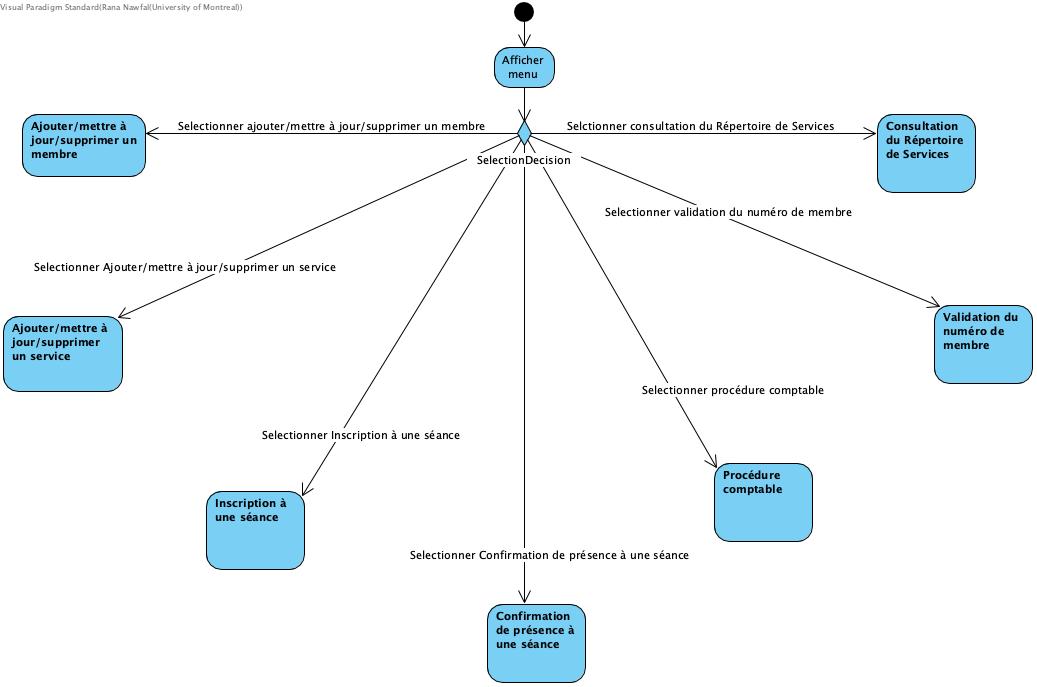 Visual Paradigm Standard(Rana Nawfal(University of Montreal))
Afficher
menu
Selectionner ajouter/mettre à jour/supprimer un membre
Selctionner consultation du Répertoire de Services
Ajouter/mettre à
jour/supprimer un
membre
Consultation
du Répertoire
de Services
SelectionDecision
Selectionner validation du numéro de membre
Selectionner Ajouter/mettre à jour/supprimer un service
Ajouter/mettre à
jour/supprimer
un service
Validation du
numéro de
membre
Selectionner procédure comptable
Selectionner Inscription à une séance
Procédure
comptable
Inscription à
une séance
Selectionner Confirmation de présence à une séance
Confirmation
de présence à
une séance